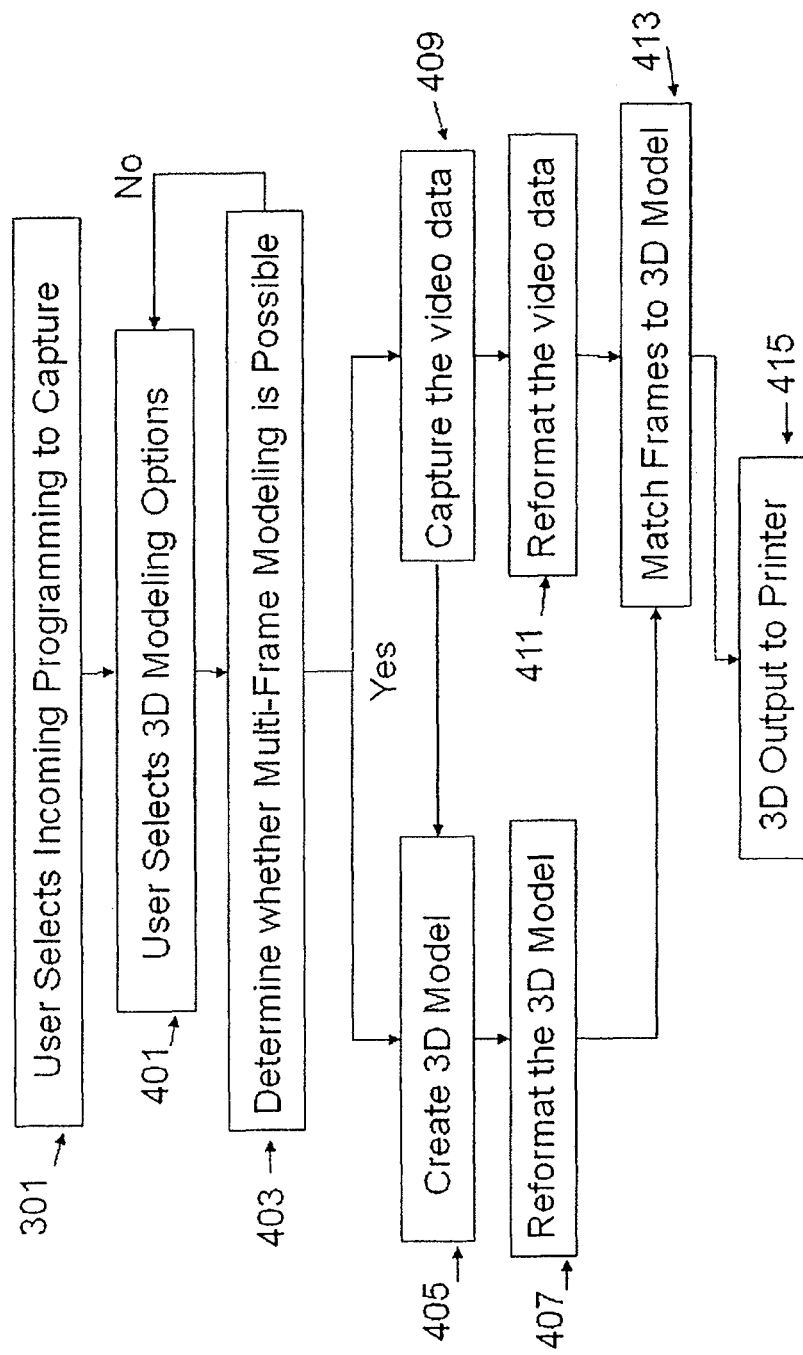 User Selects Incoming Programming to Capture
301
User Selects 3D Modeling Options
401
No
Determine whether Multi-Frame Modeling is Possible
403
Yes
Create 3D Model
405
Capture the video data
409
Reformat the 3D Model
407
Reformat the video data
411
Match Frames to 3D Model
413
3D Output to Printer
415